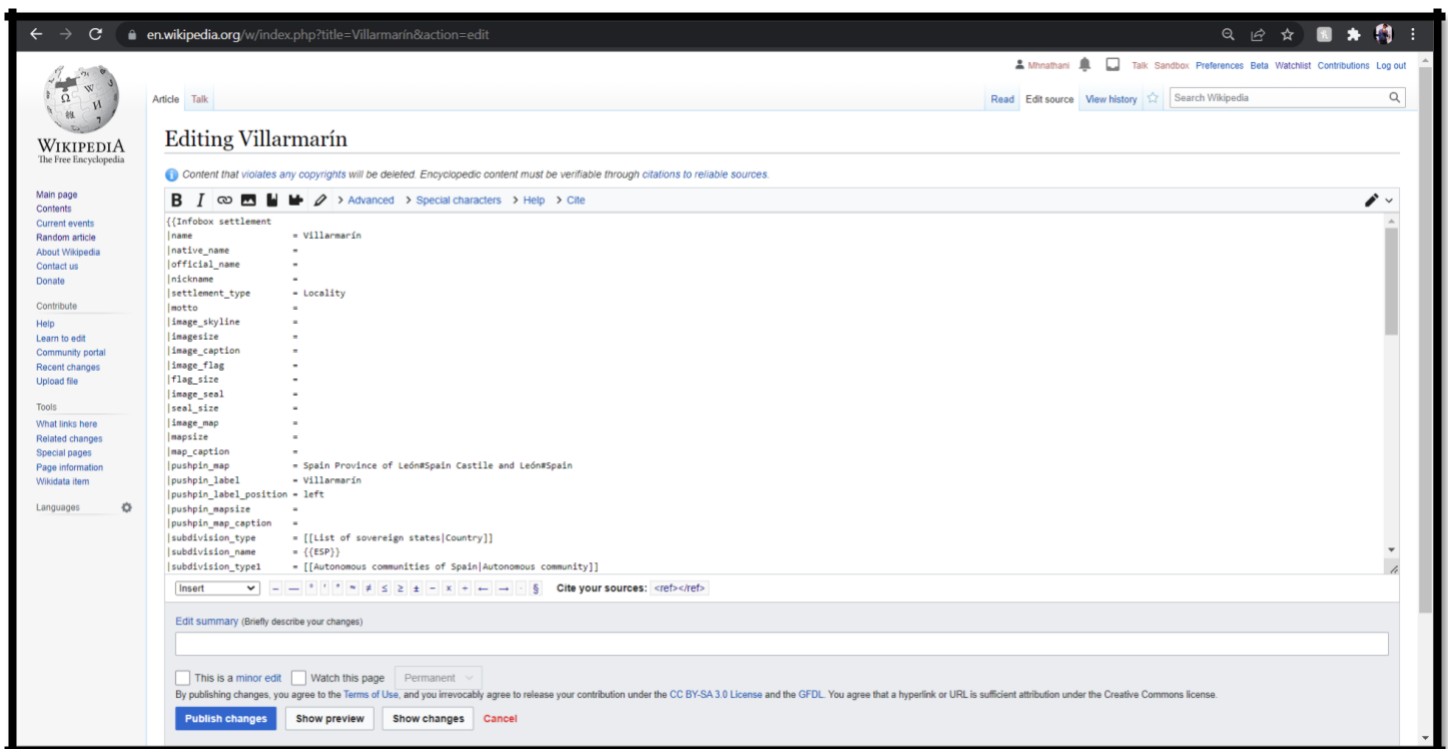 en.wikipedia.org/w/index.php?title=Villarmarín&action=edit
Mhnathani Talk Sandbox Preferences Beta Watchlist Contributions Log out
Article Talk Read Edit source View history Search Wikipedia
WIKIPEDIA
The Free Encyclopedia
Main page
Contents
Current events
Random article
About Wikipedia
Contact us
Donate
Contribute
Help
Learn to edit
Community portal
Recent changes
Upload file
Tools
What links here
Related changes
Special pages
Page information
Wikidata item
Languages
Editing Villarmarín
Content that violates any copyrights will be deleted. Encyclopedic content must be verifiable through citations to reliable sources.
B I > Advanced > Special characters > Help > Cite
{{Infobox settlement
|name = Villarmarín
|native_name =
|official_name =
|nickname =
|settlement_type = Locality
|motto =
|image_skyline =
|imagesize =
|image_caption =
|image_flag =
|flag_size =
|image_seal =
|seal_size =
|image_map =
|mapsize =
|map_caption =
|pushpin_map = Spain Province of León#Spain Castile and León#Spain
|pushpin_label = Villarmarín
|pushpin_label_position = left
|pushpin_mapsize =
|pushpin_map_caption =
|subdivision_type = [[List of sovereign states|Country]]
|subdivision_name = {{ESP}}
|subdivision_type1 = [[Autonomous communities of Spain|Autonomous community]]
Insert – — ° ′ ″ ≈ ≠ ≤ ≥ ± − × ÷ ← → · § Cite your sources: <ref></ref>
Edit summary (Briefly describe your changes)
This is a minor edit Watch this page Permanent
By publishing changes, you agree to the Terms of Use, and you irrevocably agree to release your contribution under the CC BY-SA 3.0 License and the GFDL. You agree that a hyperlink or URL is sufficient attribution under the Creative Commons license.
Publish changes Show preview Show changes Cancel